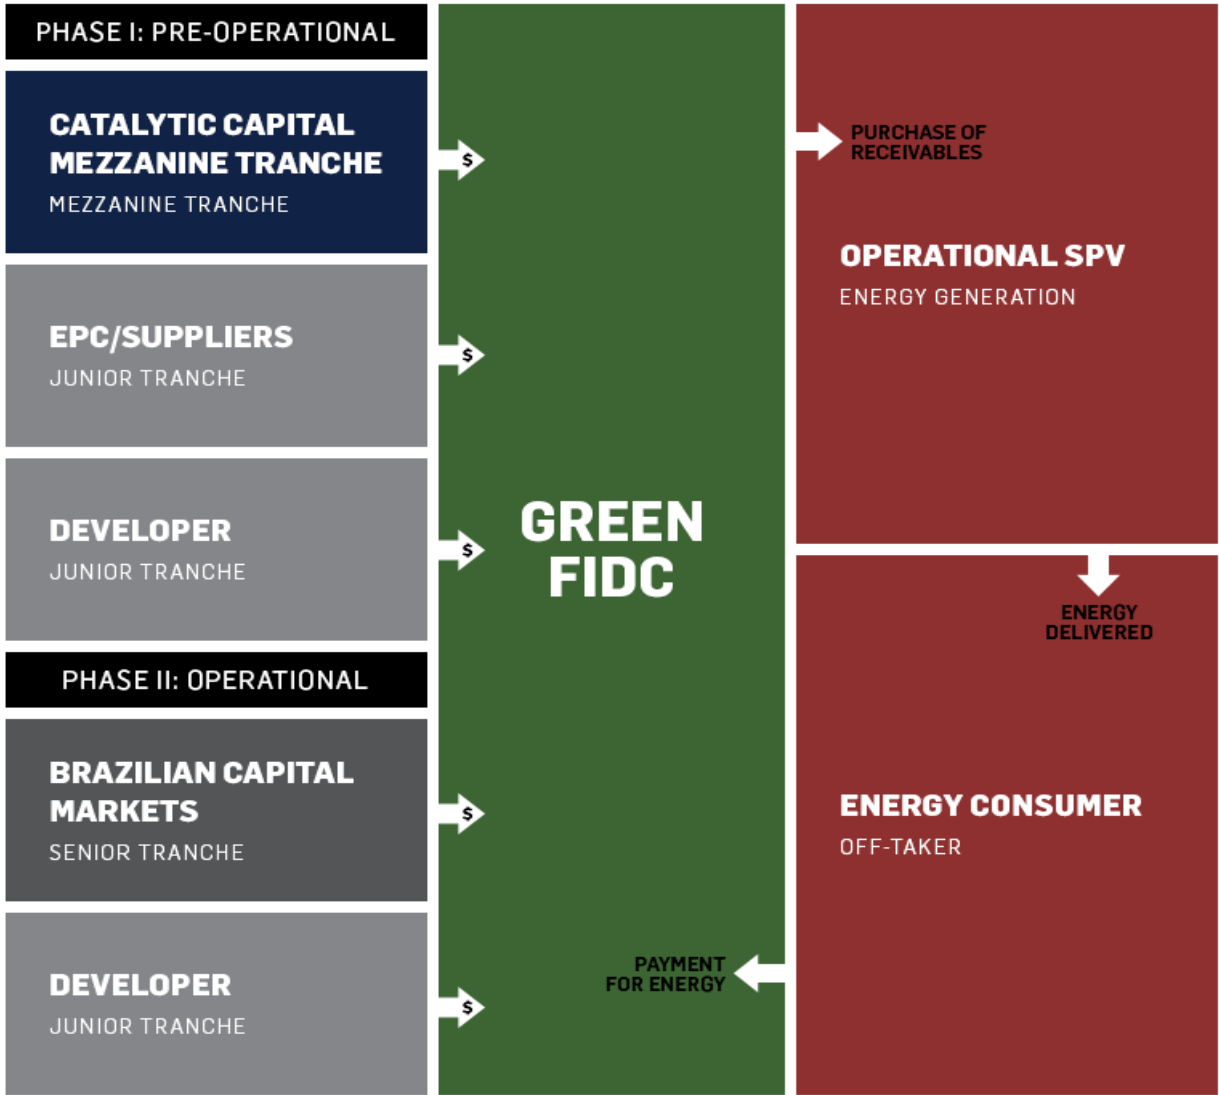 PHASE I: PRE-OPERATIONAL
CATALYTIC CAPITAL
MEZZANINE TRANCHE
MEZZANINE TRANCHE
$
EPC/SUPPLIERS
JUNIOR TRANCHE
$
DEVELOPER
JUNIOR TRANCHE
$
PHASE II: OPERATIONAL
BRAZILIAN CAPITAL
MARKETS
SENIOR TRANCHE
$
DEVELOPER
JUNIOR TRANCHE
$
GREEN
FIDC
PURCHASE OF
RECEIVABLES
OPERATIONAL SPV
ENERGY GENERATION
ENERGY
DELIVERED
ENERGY CONSUMER
OFF-TAKER
PAYMENT
FOR ENERGY